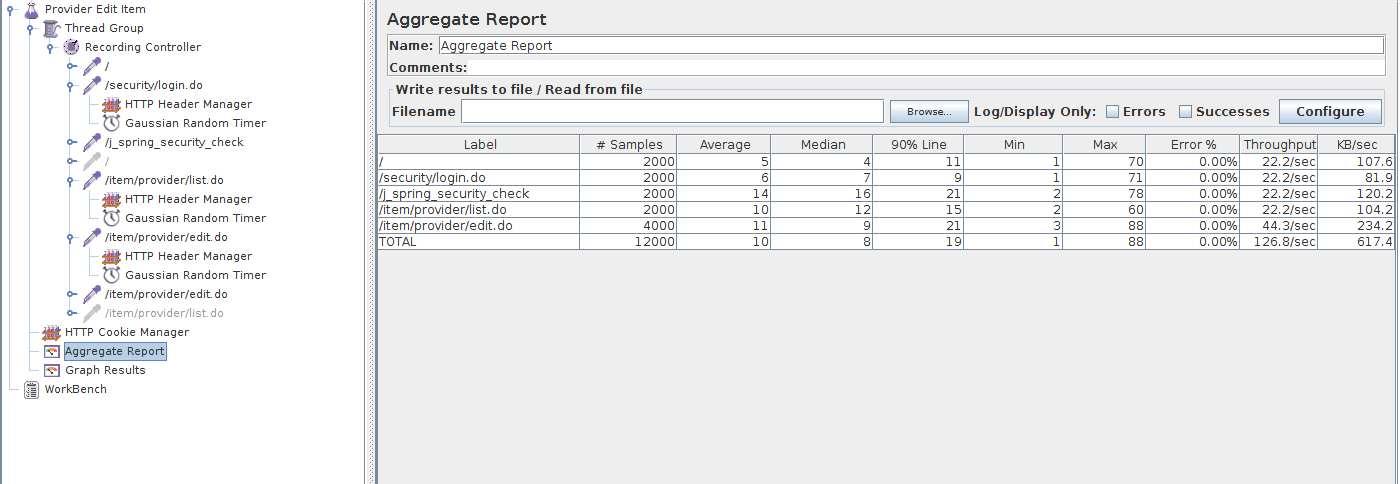 Provider Edit Item
Thread Group
Recording Controller
/
/security/login.do
HTTP Header Manager
Gaussian Random Timer
/j_spring_security_check
/
/item/provider/list.do
HTTP Header Manager
Gaussian Random Timer
/item/provider/edit.do
HTTP Header Manager
Gaussian Random Timer
/item/provider/edit.do
/item/provider/list.do
HTTP Cookie Manager
Aggregate Report
Graph Results
WorkBench
Aggregate Report
Name: Aggregate Report
Comments:
Write results to file / Read from file
Filename Browse... Log/Display Only: Errors Successes Configure
Label # Samples Average Median 90% Line Min Max Error % Throughput KB/sec
/ 2000 5 4 11 1 70 0.00% 22.2/sec 107.6
/security/login.do 2000 6 7 9 1 71 0.00% 22.2/sec 81.9
/j_spring_security_check 2000 14 16 21 2 78 0.00% 22.2/sec 120.2
/item/provider/list.do 2000 10 12 15 2 60 0.00% 22.2/sec 104.2
/item/provider/edit.do 4000 11 9 21 3 88 0.00% 44.3/sec 234.2
TOTAL 12000 10 8 19 1 88 0.00% 126.8/sec 617.4